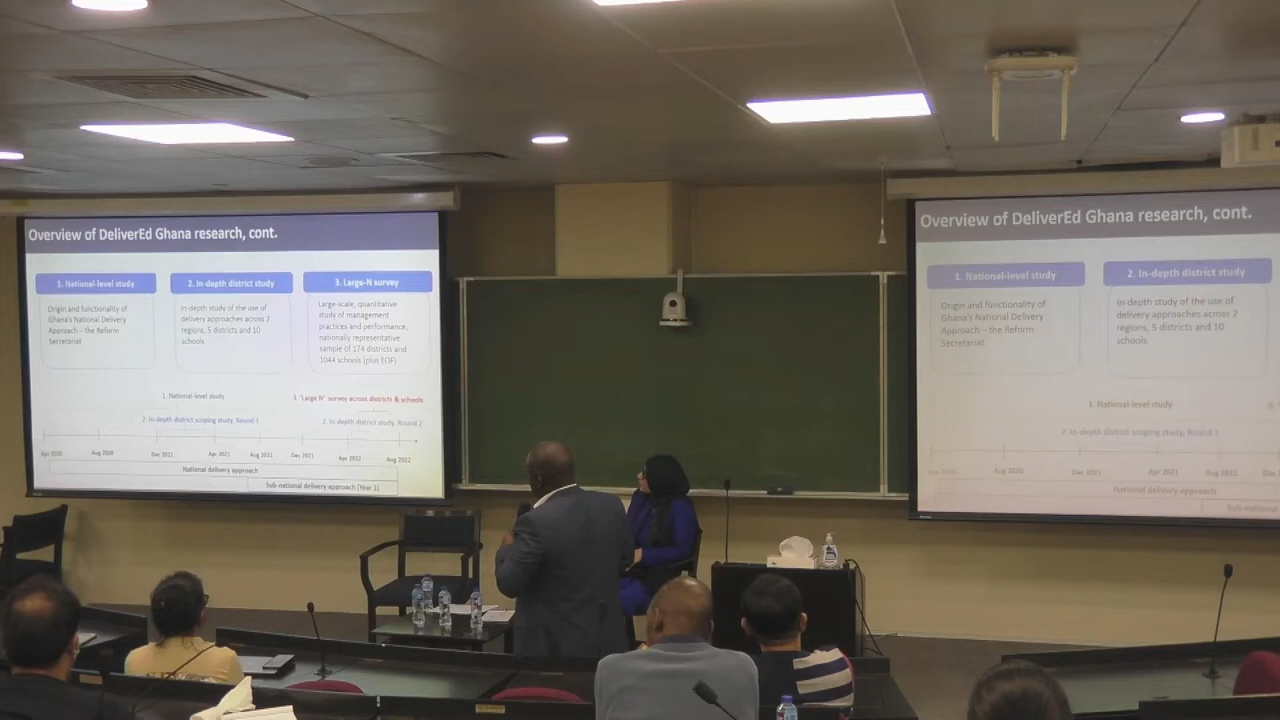 Overview of DeliverEd Ghana research, cont.
1. National-level study
Origin and functionality of
Ghana's National Delivery
Approach – the Reform
Secretariat
2. In-depth district study
In-depth study of the use of
delivery approaches across 2
regions, 5 districts and 10
schools
3. Large-N survey
Large-scale, quantitative
study of management
practices and performance,
nationally representative
sample of 174 districts and
1044 schools (plus EOF)
1. National-level study
3. 'Large N' survey across districts & schools
2. In-depth district scoping study, Round 1
2. In-depth district study, Round 2
Apr 2020
Aug 2020
Dec 2021
Apr 2021
Aug 2021
Dec 2021
Apr 2022
Aug 2022
National delivery approach
Sub-national delivery approach (Year 1)
Overview of DeliverEd Ghana research, cont.
1. National-level study
Origin and functionality of
Ghana's National Delivery
Approach – the Reform
Secretariat
2. In-depth district study
In-depth study of the use of
delivery approaches across 2
regions, 5 districts and 10
schools
1. National-level study
2. In-depth district scoping study, Round 1
Aug 2020
Dec 2021
Apr 2021
Aug 2021
National delivery approach
Sub-national